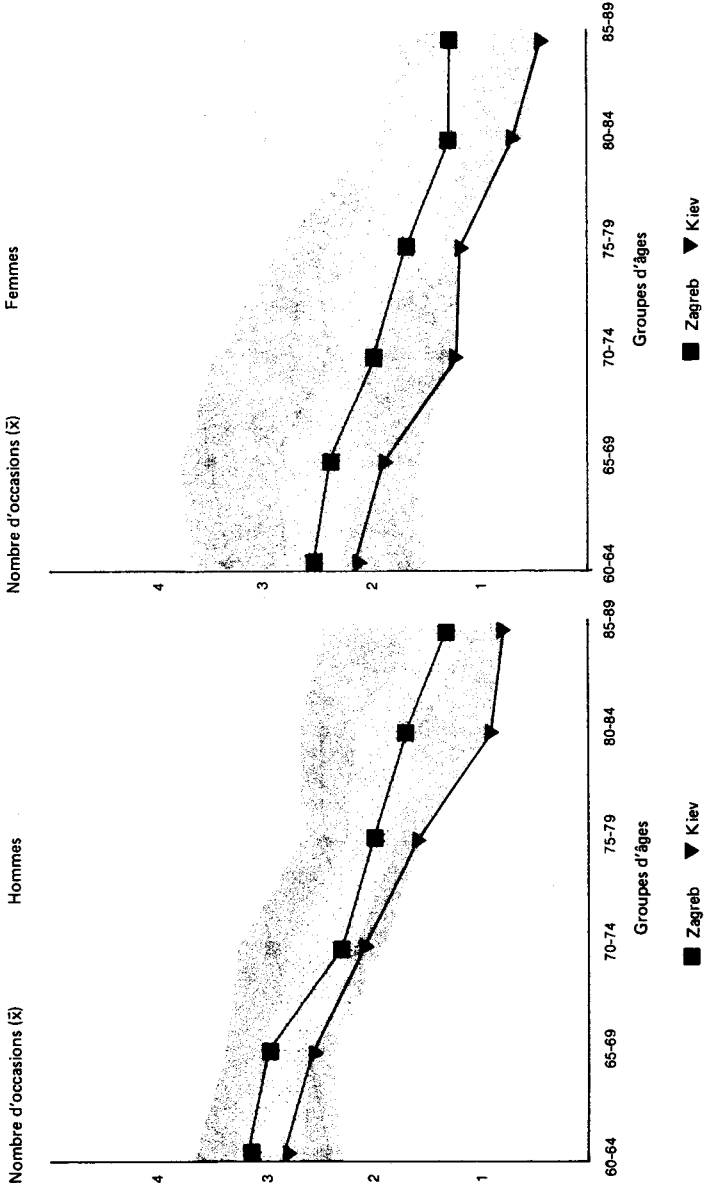 Hommes
Nombre d'occasions (x̄)
4
3
2
1
60-64 65-69 70-74 75-79 80-84 85-89
Groupes d'âges
Zagreb Kiev
Femmes
Nombre d'occasions (x̄)
4
3
2
1
60-64 65-69 70-74 75-79 80-84 85-89
Groupes d'âges
Zagreb Kiev